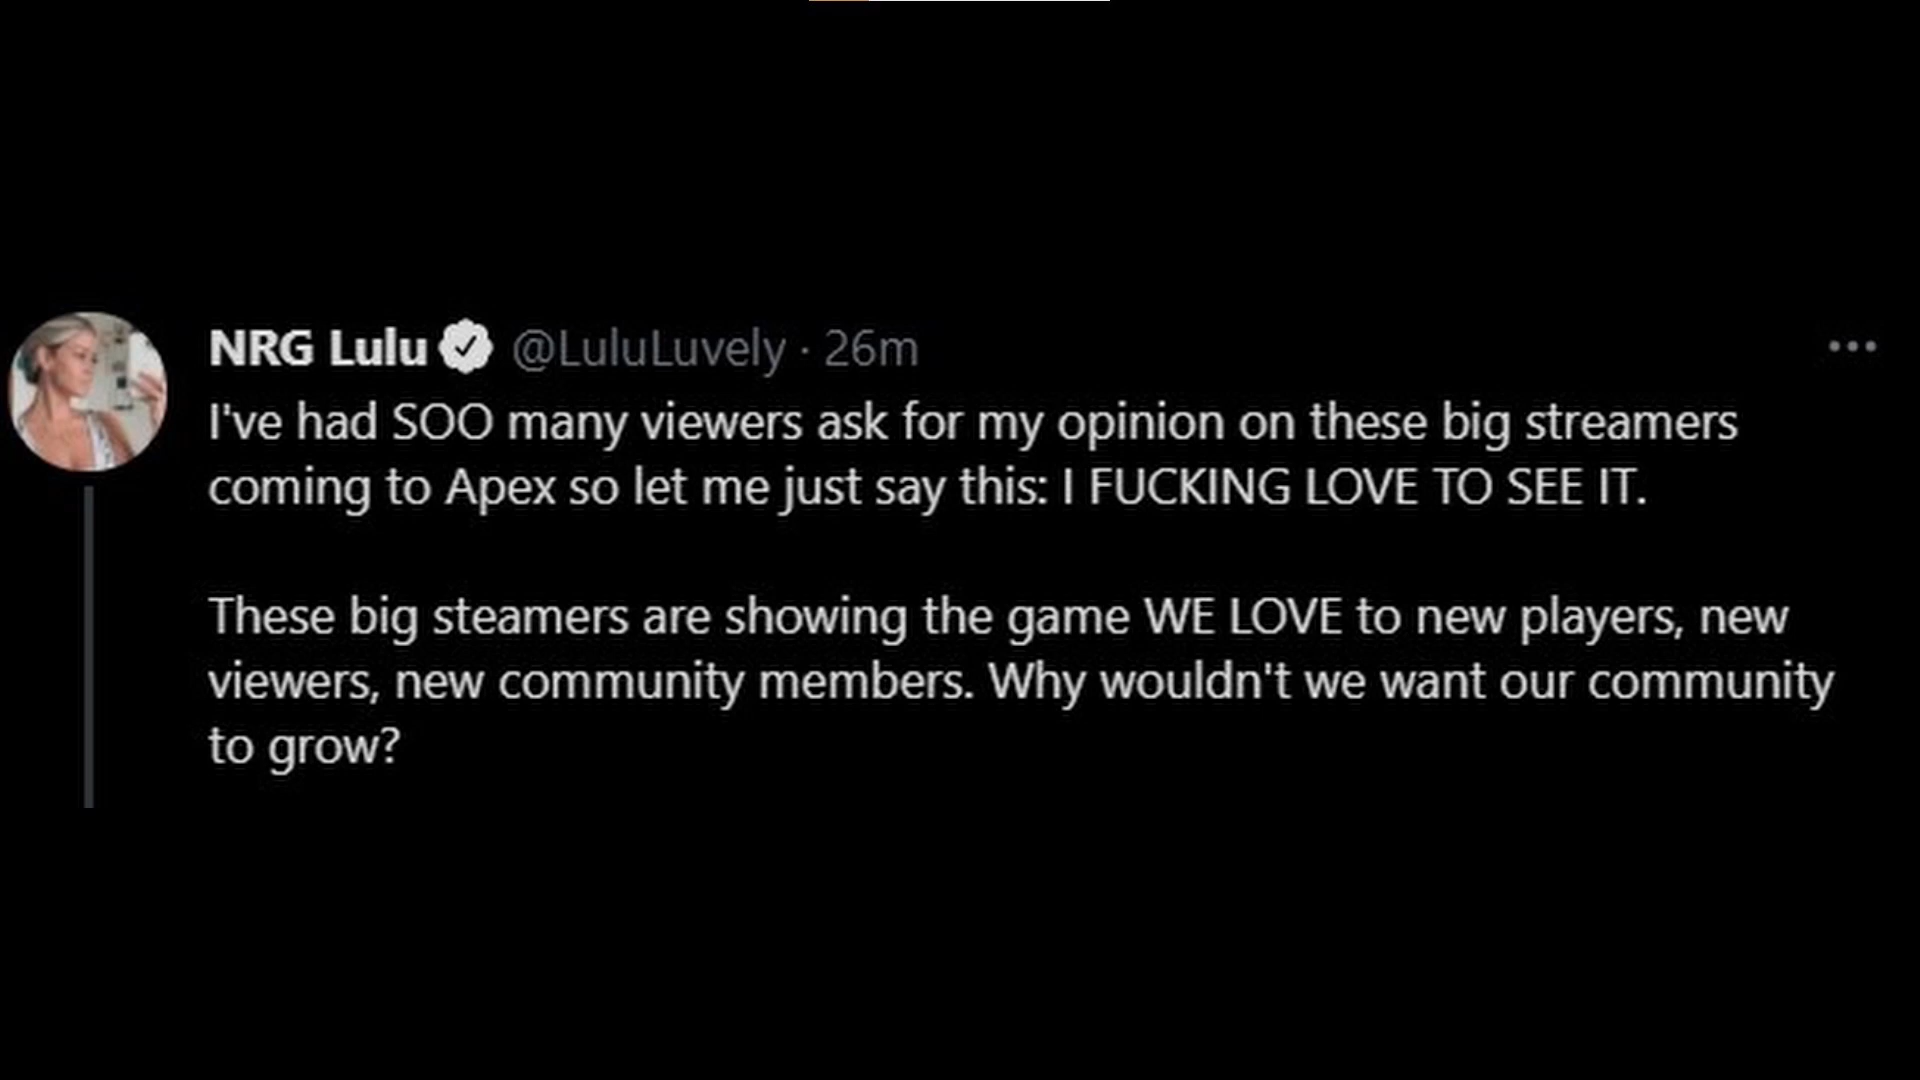 NRG Lulu @LuluLuvely · 26m
I've had SOO many viewers ask for my opinion on these big streamers
coming to Apex so let me just say this: I FUCKING LOVE TO SEE IT.
These big steamers are showing the game WE LOVE to new players, new
viewers, new community members. Why wouldn't we want our community
to grow?